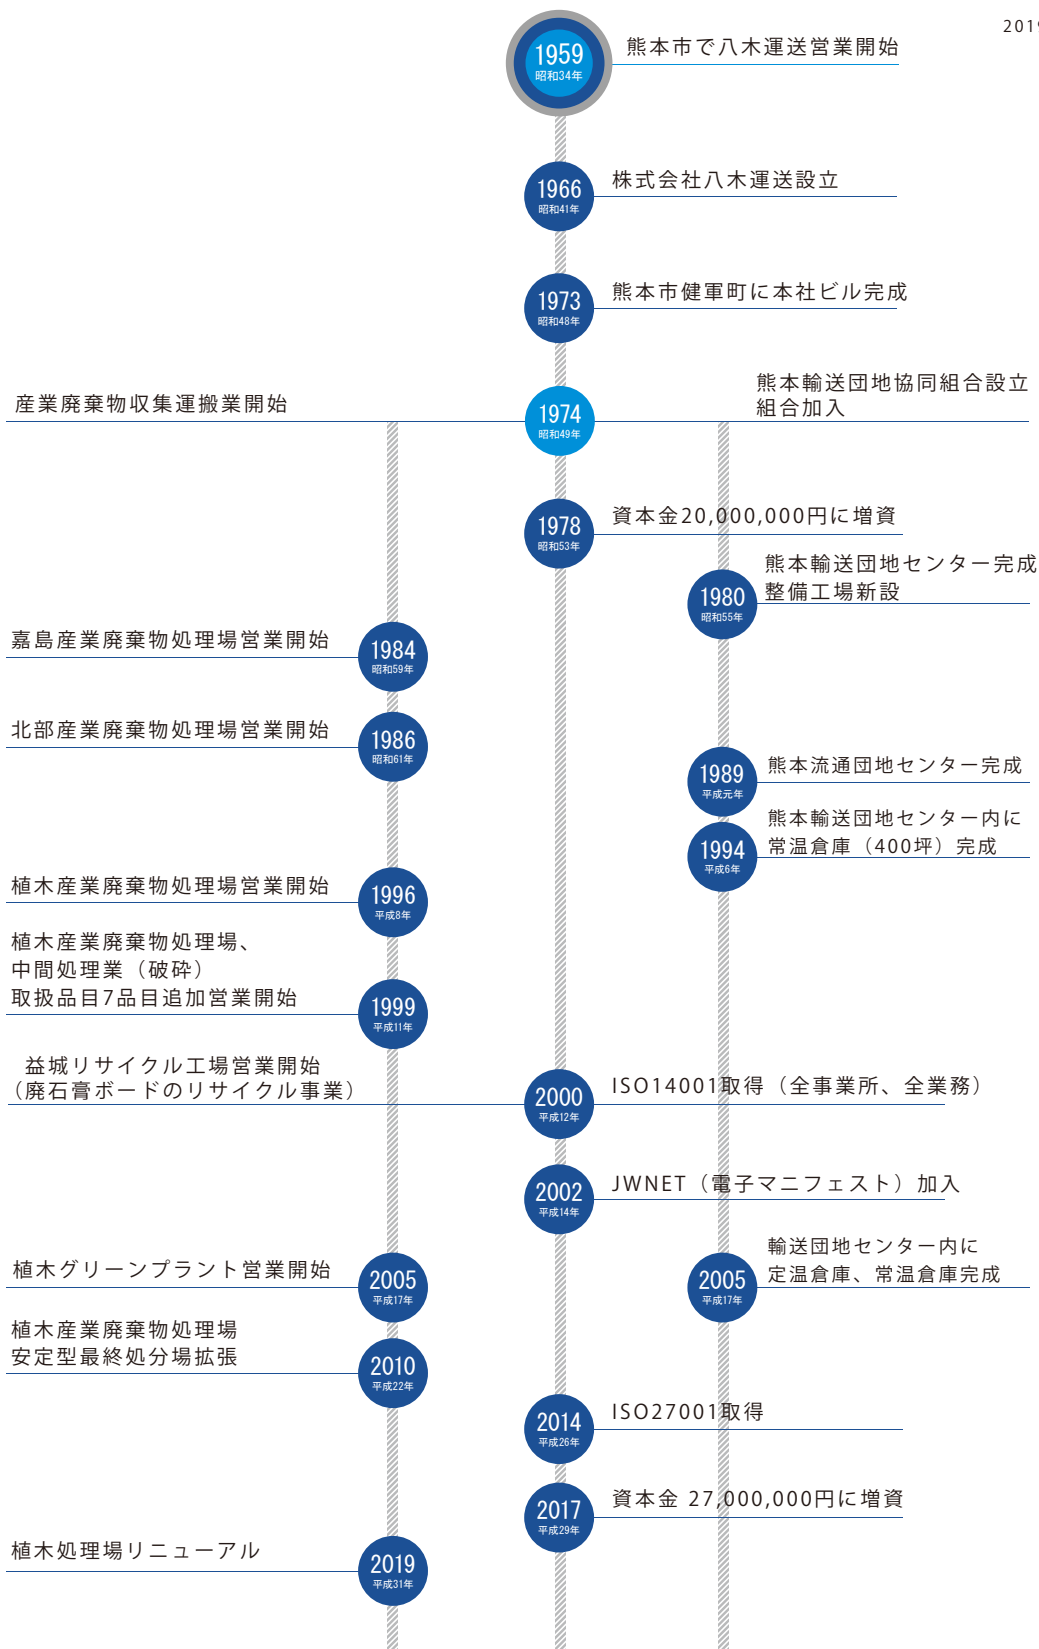 201
1959
昭和34年
熊本市で八木運送営業開始
1966
昭和41年
株式会社八木運送設立
1973
昭和48年
熊本市健軍町に本社ビル完成
産業廃棄物収集運搬業開始
1974
昭和49年
熊本輸送団地協同組合設立
組合加入
1978
昭和53年
資本金20,000,000円に増資
1980
昭和55年
熊本輸送団地センター完成
整備工場新設
嘉島産業廃棄物処理場営業開始
1984
昭和59年
北部産業廃棄物処理場営業開始
1986
昭和61年
1989
平成元年
熊本流通団地センター完成
1994
平成6年
熊本輸送団地センター内に
常温倉庫（400坪）完成
植木産業廃棄物処理場営業開始
1996
平成8年
植木産業廃棄物処理場、
中間処理業（破砕）
取扱品目7品目追加営業開始
1999
平成11年
益城リサイクル工場営業開始
（廃石膏ボードのリサイクル事業）
2000
平成12年
ISO14001取得（全事業所、全業務）
2002
平成14年
JWNET（電子マニフェスト）加入
植木グリーンプラント営業開始
2005
平成17年
2005
平成17年
輸送団地センター内に
定温倉庫、常温倉庫完成
植木産業廃棄物処理場
安定型最終処分場拡張
2010
平成22年
2014
平成26年
ISO27001取得
2017
平成29年
資本金 27,000,000円に増資
植木処理場リニューアル
2019
平成31年